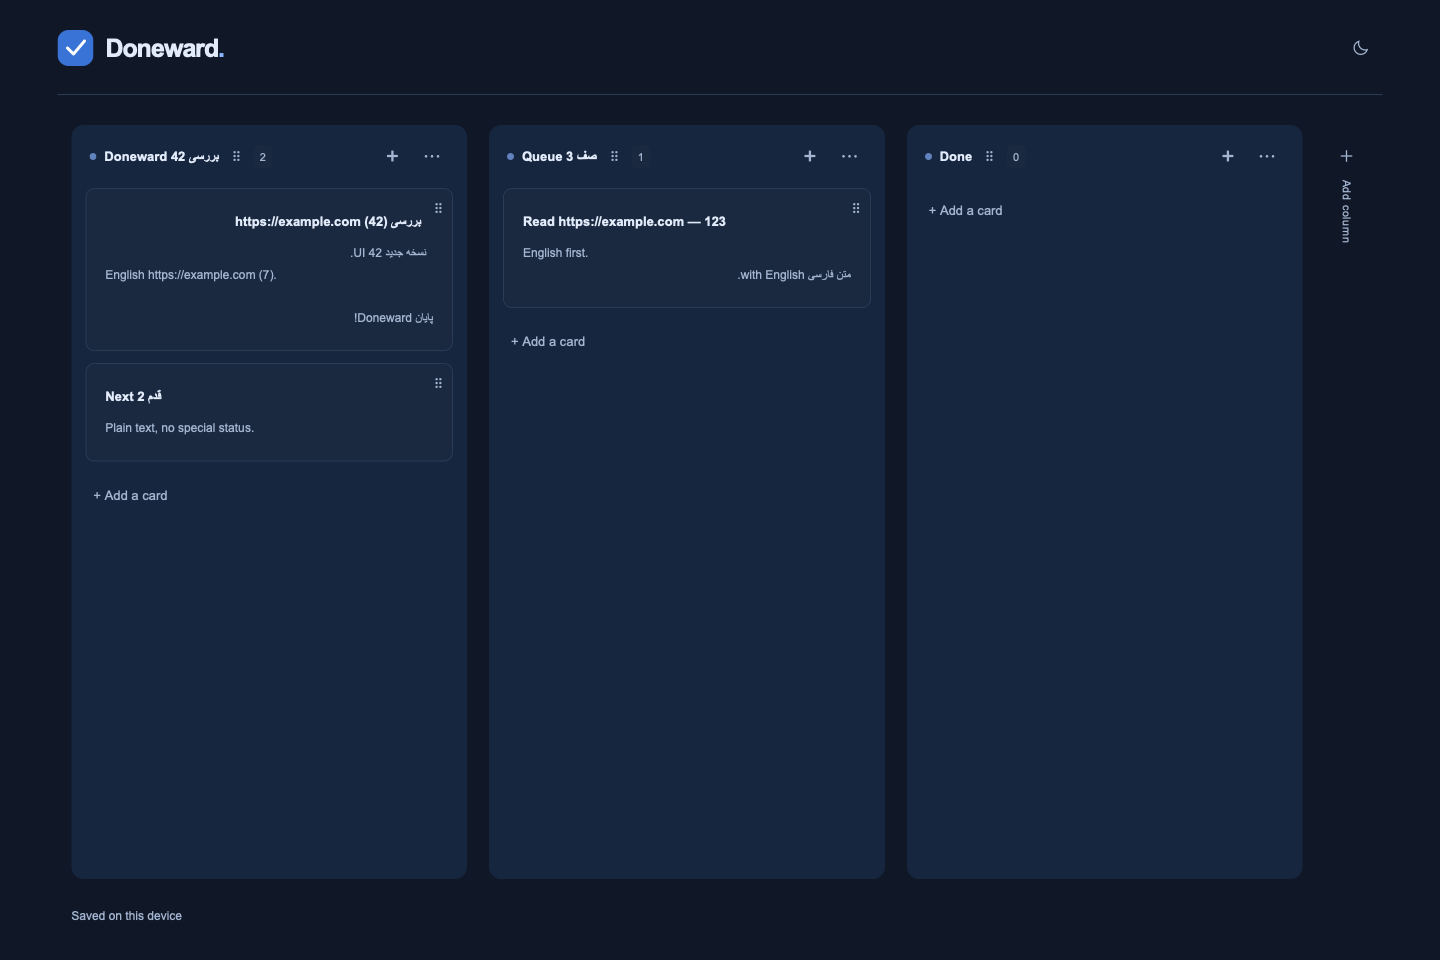 Doneward.
Doneward 42 بررسی
2
بررسی (42) https://example.com
نسخه جدید UI 42.
English https://example.com (7).
پایان Doneward!
Next 2 قدم
Plain text, no special status.
+ Add a card
Queue 3 صف
1
Read https://example.com — 123
English first.
متن فارسی with English.
+ Add a card
Done
0
+ Add a card
Add column
Saved on this device